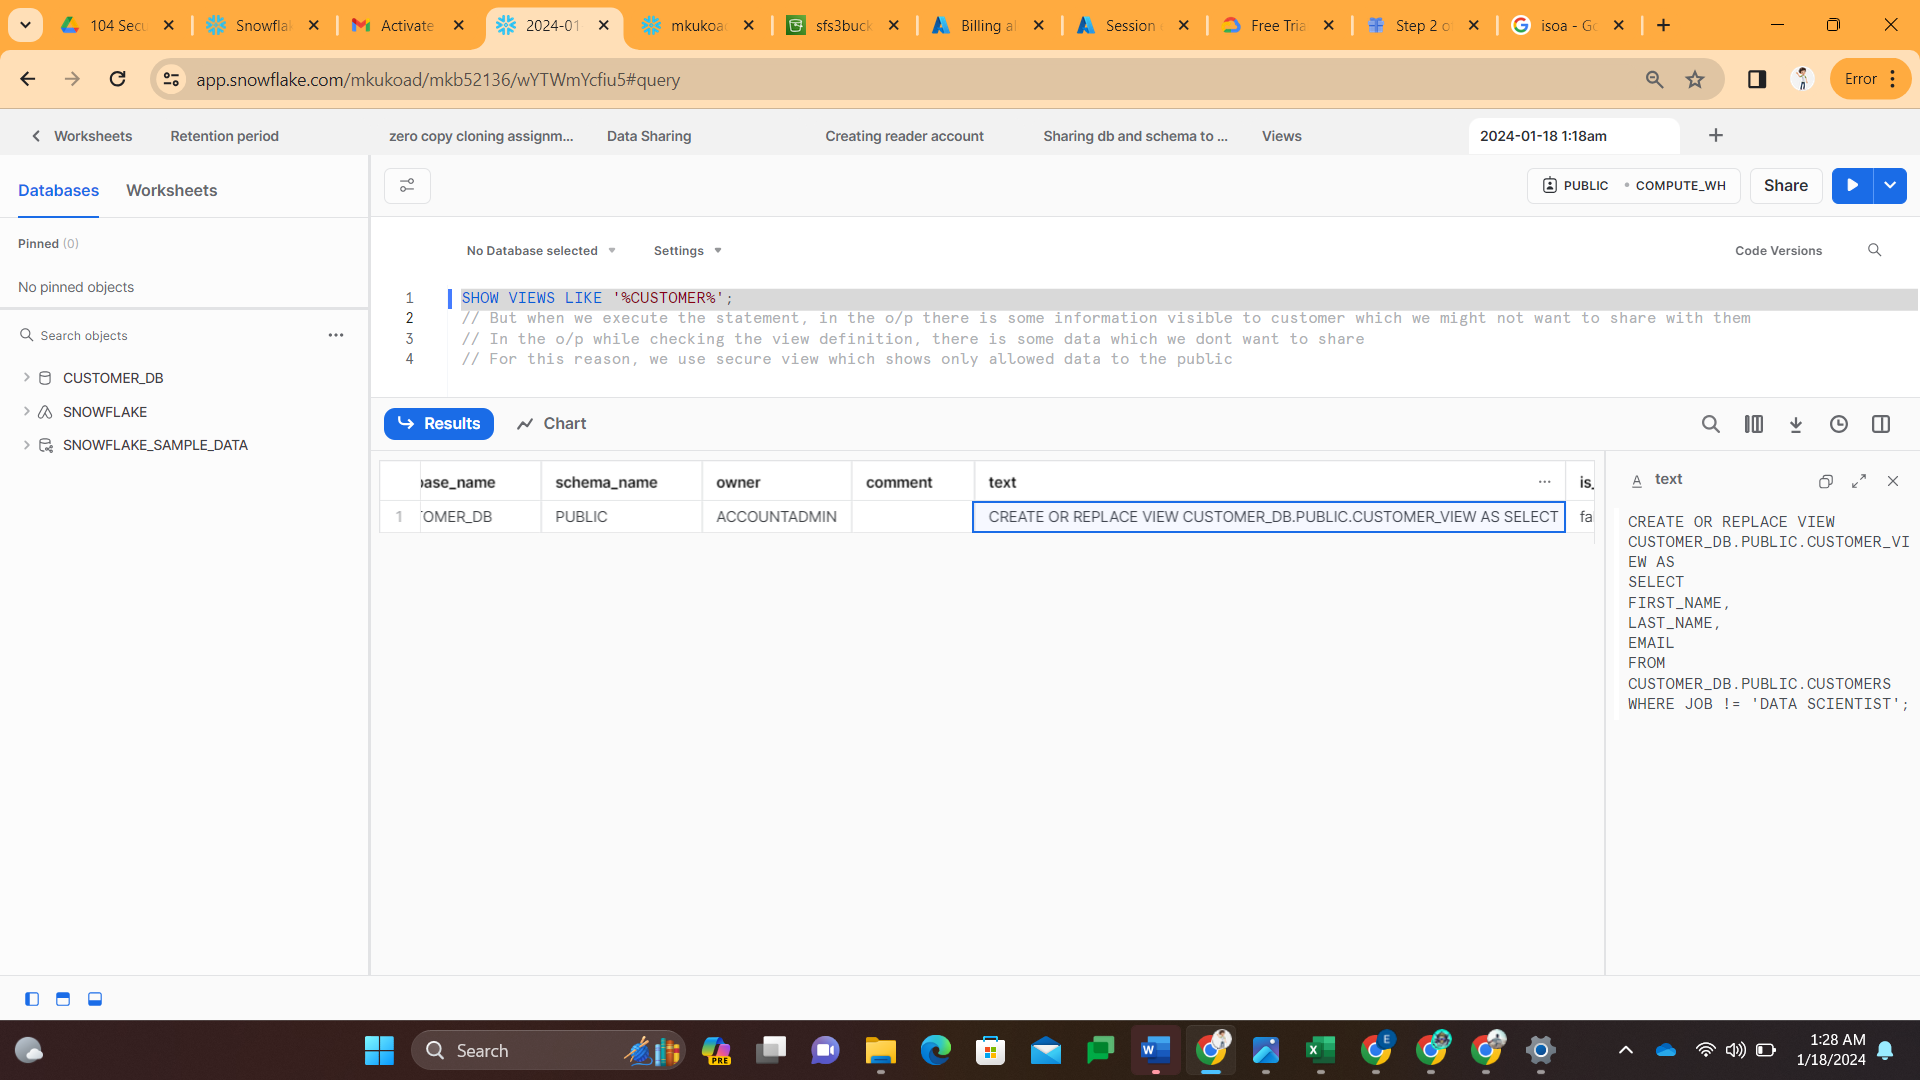 104 Secu
Snowflak
Activate
2024-01
mkukoad
sfs3buck
Billing al
Session
Free Tria
Step 2 o
isoa - Go
app.snowflake.com/mkukoad/mkb52136/wYTWmYcfiu5#query
Error
Worksheets
Retention period
zero copy cloning assignm...
Data Sharing
Creating reader account
Sharing db and schema to ...
Views
2024-01-18 1:18am
Databases
Worksheets
PUBLIC
COMPUTE_WH
Share
Pinned (0)
No pinned objects
Search objects
CUSTOMER_DB
SNOWFLAKE
SNOWFLAKE_SAMPLE_DATA
No Database selected
Settings
Code Versions
1 SHOW VIEWS LIKE '%CUSTOMER%';
2 // But when we execute the statement, in the o/p there is some information visible to customer which we might not want to share with them
3 // In the o/p while checking the view definition, there is some data which we dont want to share
4 // For this reason, we use secure view which shows only allowed data to the public
Results
Chart
base_name schema_name owner comment text ... is_
1 TOMER_DB PUBLIC ACCOUNTADMIN CREATE OR REPLACE VIEW CUSTOMER_DB.PUBLIC.CUSTOMER_VIEW AS SELECT fa
A text
CREATE OR REPLACE VIEW
CUSTOMER_DB.PUBLIC.CUSTOMER_VI
EW AS
SELECT
FIRST_NAME,
LAST_NAME,
EMAIL
FROM
CUSTOMER_DB.PUBLIC.CUSTOMERS
WHERE JOB != 'DATA SCIENTIST';
Search
PRE
E
1:28 AM
1/18/2024